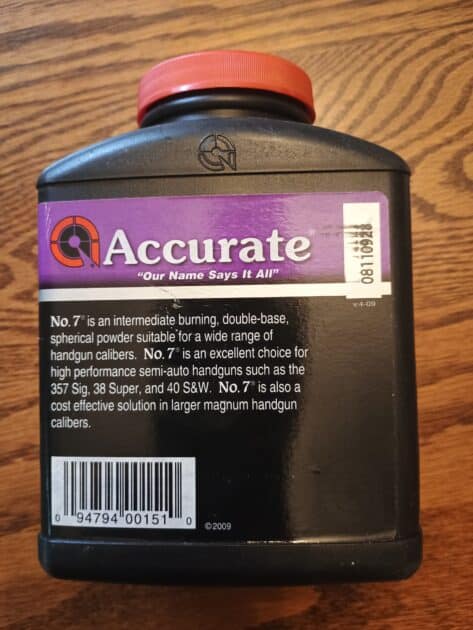 Accurate®
"Our Name Says It All"
08110928
v.4-09
No. 7® is an intermediate burning, double-base,
spherical powder suitable for a wide range of
handgun calibers. No. 7® is an excellent choice for
high performance semi-auto handguns such as the
357 Sig, 38 Super, and 40 S&W. No. 7® is also a
cost effective solution in larger magnum handgun
calibers.
0 94794 00151 0
©2009